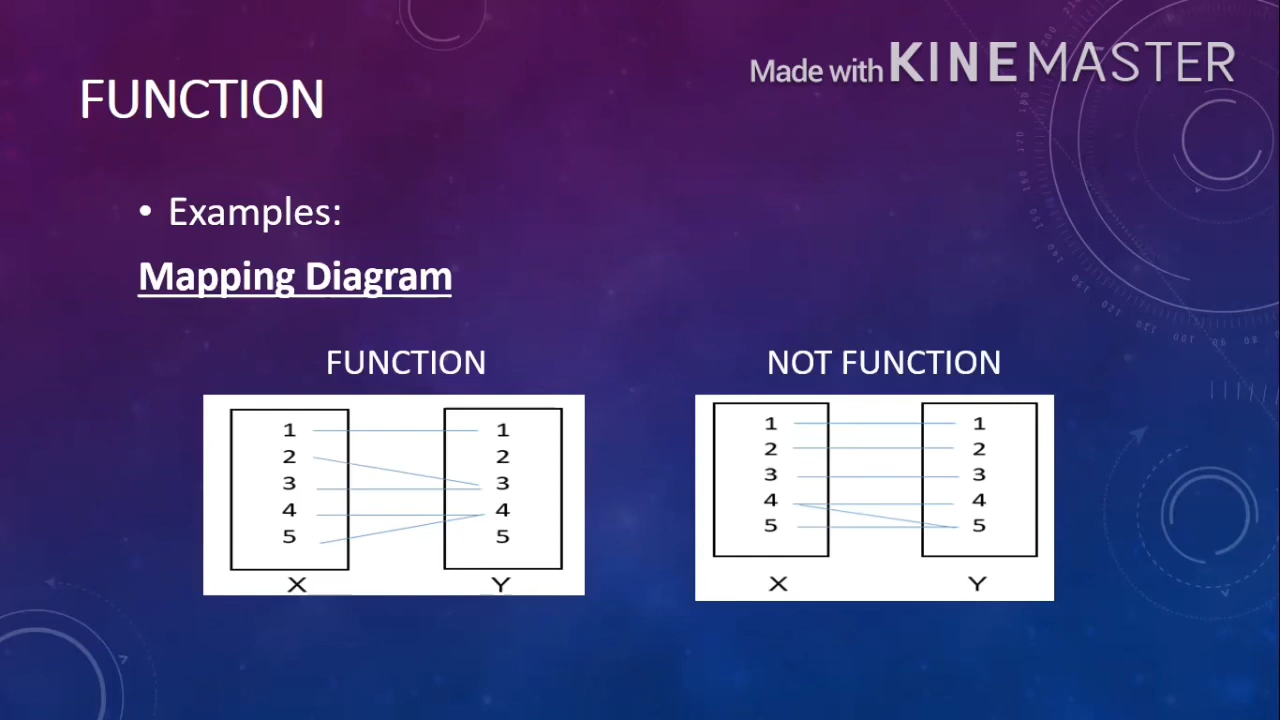 Made with KINEMASTER
FUNCTION
• Examples:
Mapping Diagram
FUNCTION
1 1
2 2
3 3
4 4
5 5
X Y
NOT FUNCTION
1 1
2 2
3 3
4 4
5 5
X Y